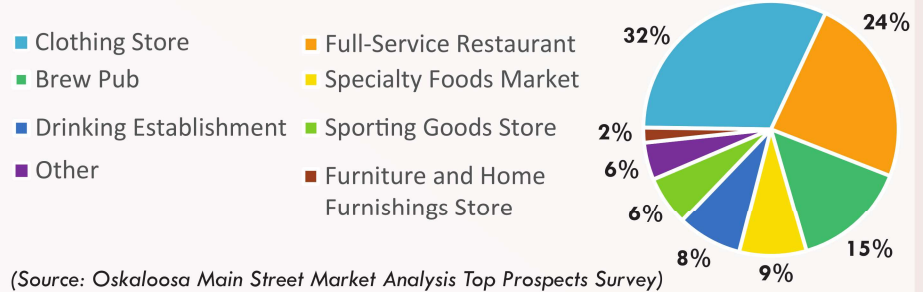 Clothing Store
Brew Pub
Drinking Establishment
Other
Full-Service Restaurant
Specialty Foods Market
Sporting Goods Store
Furniture and Home
Furnishings Store
32%
24%
2%
6%
6%
8%
9%
15%
(Source: Oskaloosa Main Street Market Analysis Top Prospects Survey)